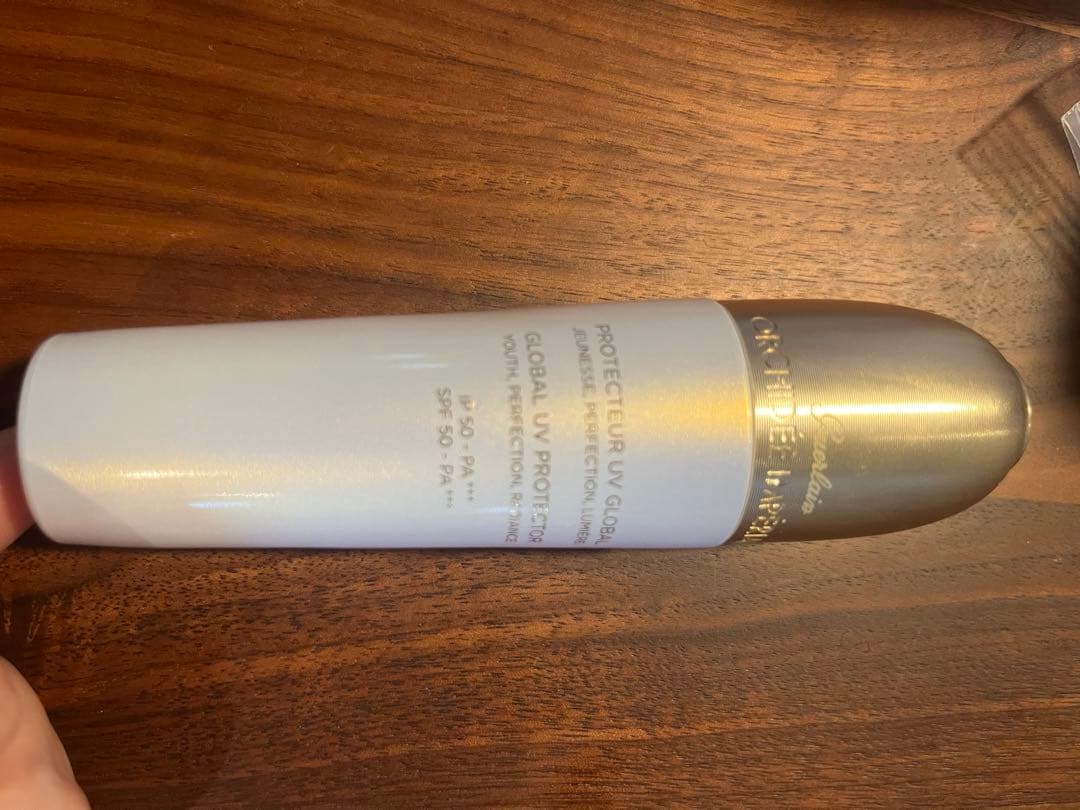 Guerlain
ORCHIDÉE IMPÉRIA
PROTECTEUR UV GLOBAL
JEUNESSE, PERFECTION, LUMIÈRE
GLOBAL UV PROTECTOR
YOUTH, PERFECTION, RADIANCE
IP 50 - PA +++
SPF 50 - PA +++